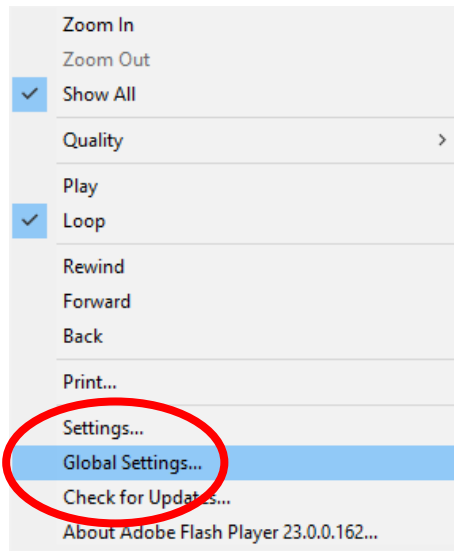 Zoom In
Zoom Out
Show All
Quality
Play
Loop
Rewind
Forward
Back
Print...
Settings...
Global Settings...
Check for Updates...
About Adobe Flash Player 23.0.0.162...